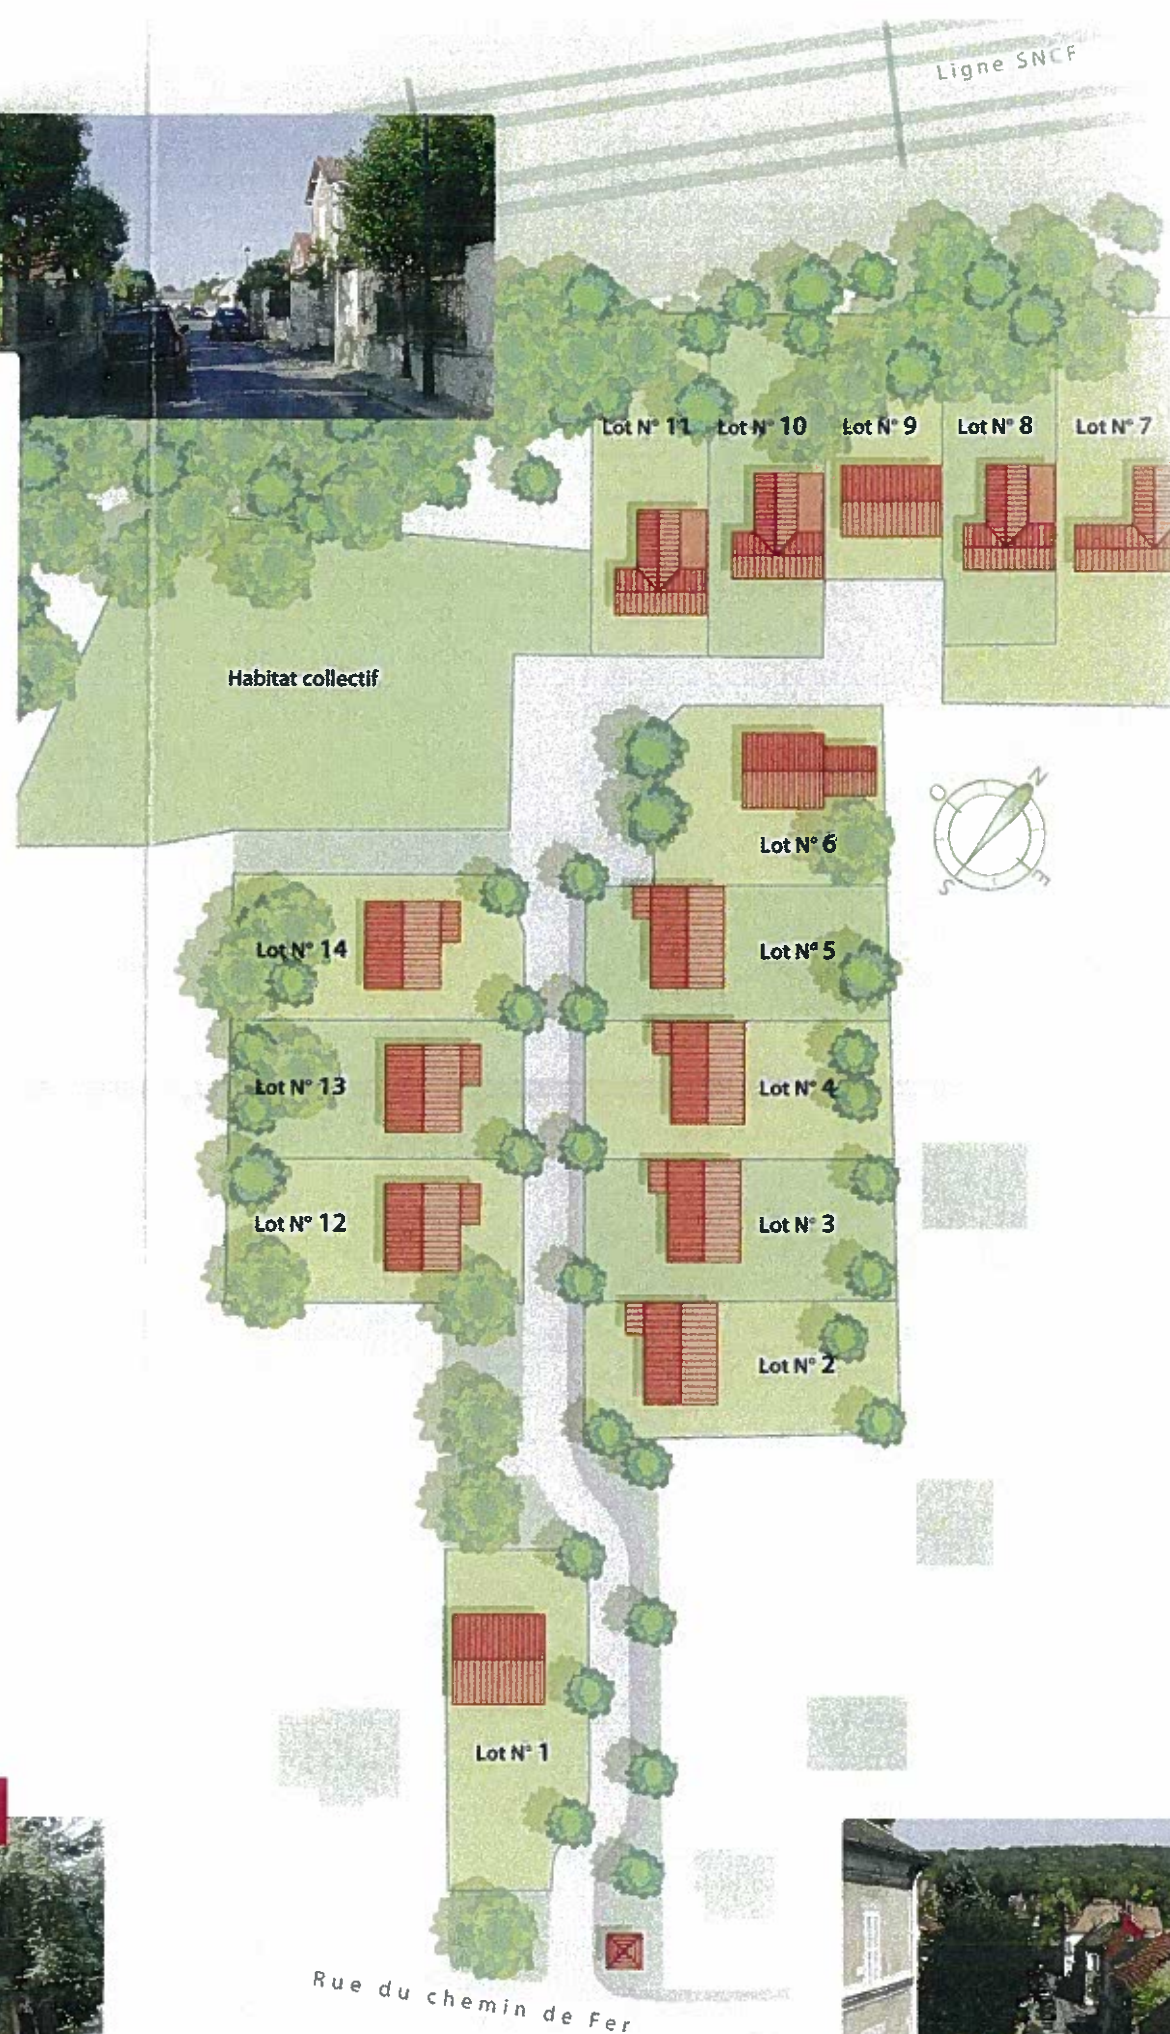 Ligne SNCF
Lot N° 11 Lot N° 10 Lot N° 9 Lot N° 8 Lot N° 7
Habitat collectif
N
O
S
E
Lot N° 6
Lot N° 14
Lot N° 5
Lot N° 13
Lot N° 4
Lot N° 12
Lot N° 3
Lot N° 2
Lot N° 1
Rue du chemin de Fer